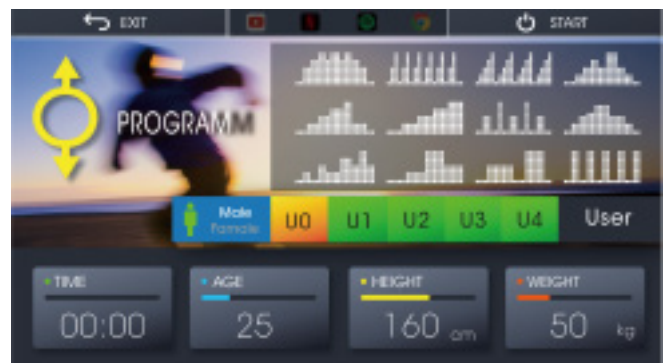 EXIT
START
PROGRAMM
Male
Famale
U0 U1 U2 U3 U4 User
TIME
00:00
AGE
25
HEIGHT
160 cm
WEIGHT
50 kg